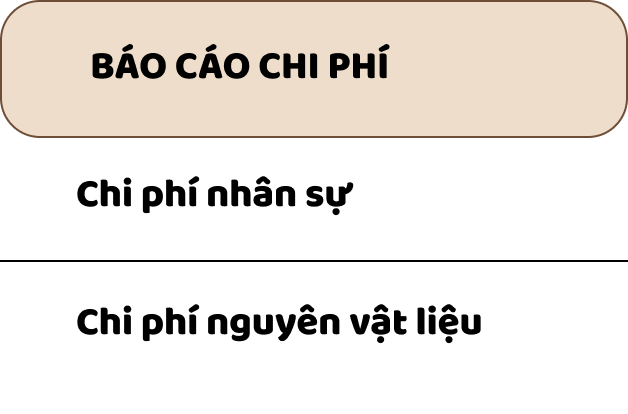 BÁO CÁO CHI PHÍ
Chi phí nhân sự
Chi phí nguyên vật liệu